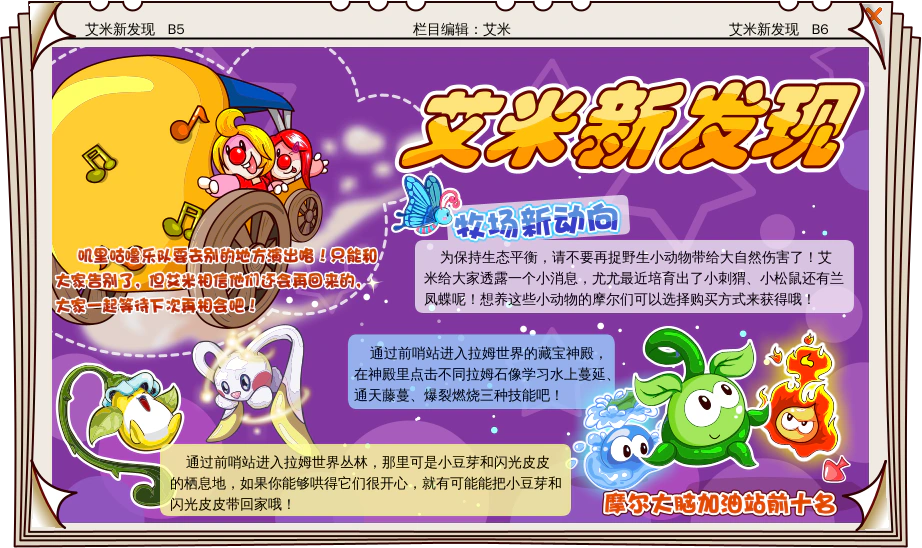 艾米新发现 B5
栏目编辑：艾米
艾米新发现 B6
艾米新发现
牧场新动向
叽里咕噜乐队要去别的地方演出咯！只能和
大家告别了，但艾米相信他们还会再回来的，
大家一起等待下次再相会吧！
为保持生态平衡，请不要再捉野生小动物带给大自然伤害了！艾
米给大家透露一个小消息，尤尤最近培育出了小刺猬、小松鼠还有兰
凤蝶呢！想养这些小动物的摩尔们可以选择购买方式来获得哦！
通过前哨站进入拉姆世界的藏宝神殿，
在神殿里点击不同拉姆石像学习水上蔓延、
通天藤蔓、爆裂燃烧三种技能吧！
通过前哨站进入拉姆世界丛林，那里可是小豆芽和闪光皮皮
的栖息地，如果你能够哄得它们很开心，就有可能能把小豆芽和
闪光皮皮带回家哦！
摩尔大脑加油站前十名